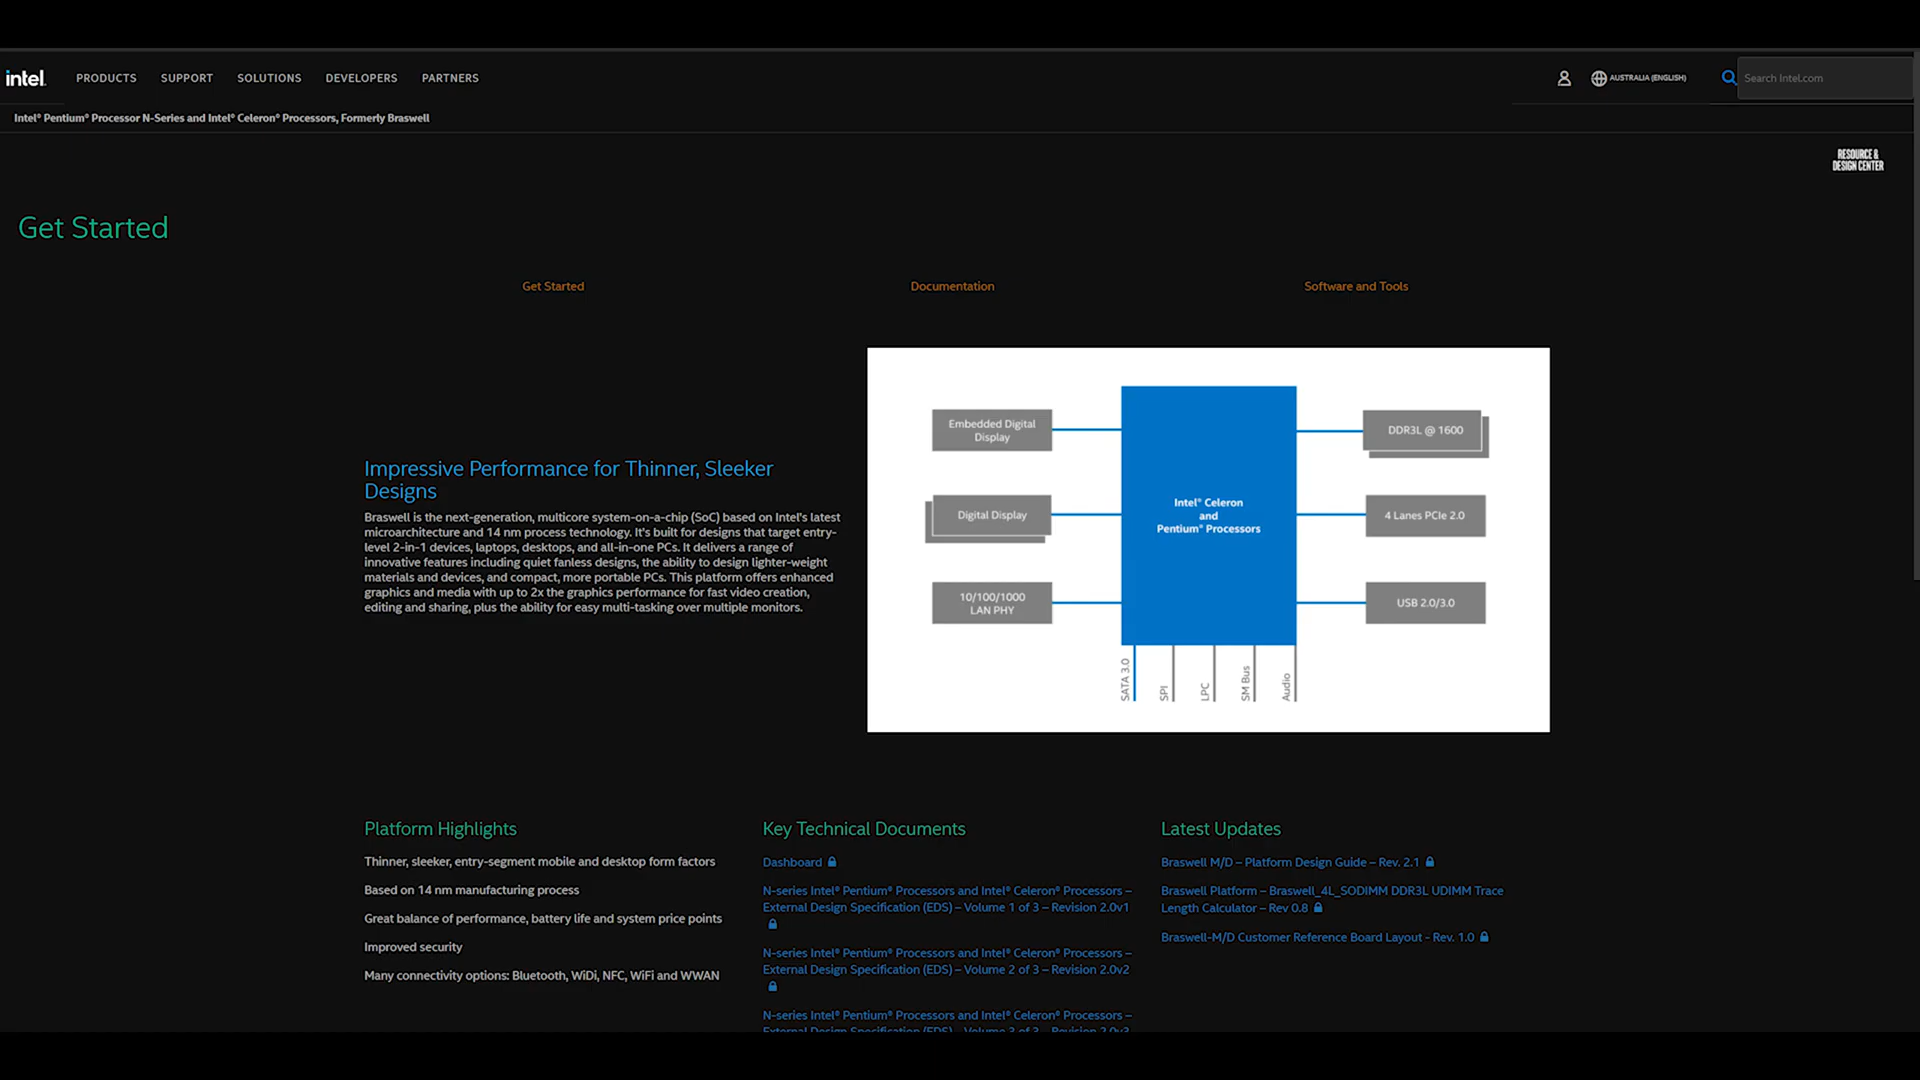 intel.
PRODUCTS
SUPPORT
SOLUTIONS
DEVELOPERS
PARTNERS
AUSTRALIA (ENGLISH)
Search Intel.com
Intel® Pentium® Processor N-Series and Intel® Celeron® Processors, Formerly Braswell
RESOURCE &
DESIGN CENTER
Get Started
Get Started
Documentation
Software and Tools
Impressive Performance for Thinner, Sleeker
Designs
Braswell is the next-generation, multicore system-on-a-chip (SoC) based on Intel's latest
microarchitecture and 14 nm process technology. It's built for designs that target entry-
level 2-in-1 devices, laptops, desktops, and all-in-one PCs. It delivers a range of
innovative features including quiet fanless designs, the ability to design lighter-weight
materials and devices, and compact, more portable PCs. This platform offers enhanced
graphics and media with up to 2x the graphics performance for fast video creation,
editing and sharing, plus the ability for easy multi-tasking over multiple monitors.
Embedded Digital
Display
Digital Display
10/100/1000
LAN PHY
Intel® Celeron
and
Pentium® Processors
DDR3L @ 1600
4 Lanes PCIe 2.0
USB 2.0/3.0
SATA 3.0
SPI
LPC
SM Bus
Audio
Platform Highlights
Thinner, sleeker, entry-segment mobile and desktop form factors
Based on 14 nm manufacturing process
Great balance of performance, battery life and system price points
Improved security
Many connectivity options: Bluetooth, WiDi, NFC, WiFi and WWAN
Key Technical Documents
Dashboard
N-series Intel® Pentium® Processors and Intel® Celeron® Processors –
External Design Specification (EDS) – Volume 1 of 3 – Revision 2.0v1
N-series Intel® Pentium® Processors and Intel® Celeron® Processors –
External Design Specification (EDS) – Volume 2 of 3 – Revision 2.0v2
N-series Intel® Pentium® Processors and Intel® Celeron® Processors –
External Design Specification (EDS) – Volume 3 of 3 – Revision 2.0v3
Latest Updates
Braswell M/D – Platform Design Guide – Rev. 2.1
Braswell Platform – Braswell_4L_SODIMM DDR3L UDIMM Trace
Length Calculator – Rev 0.8
Braswell-M/D Customer Reference Board Layout - Rev. 1.0